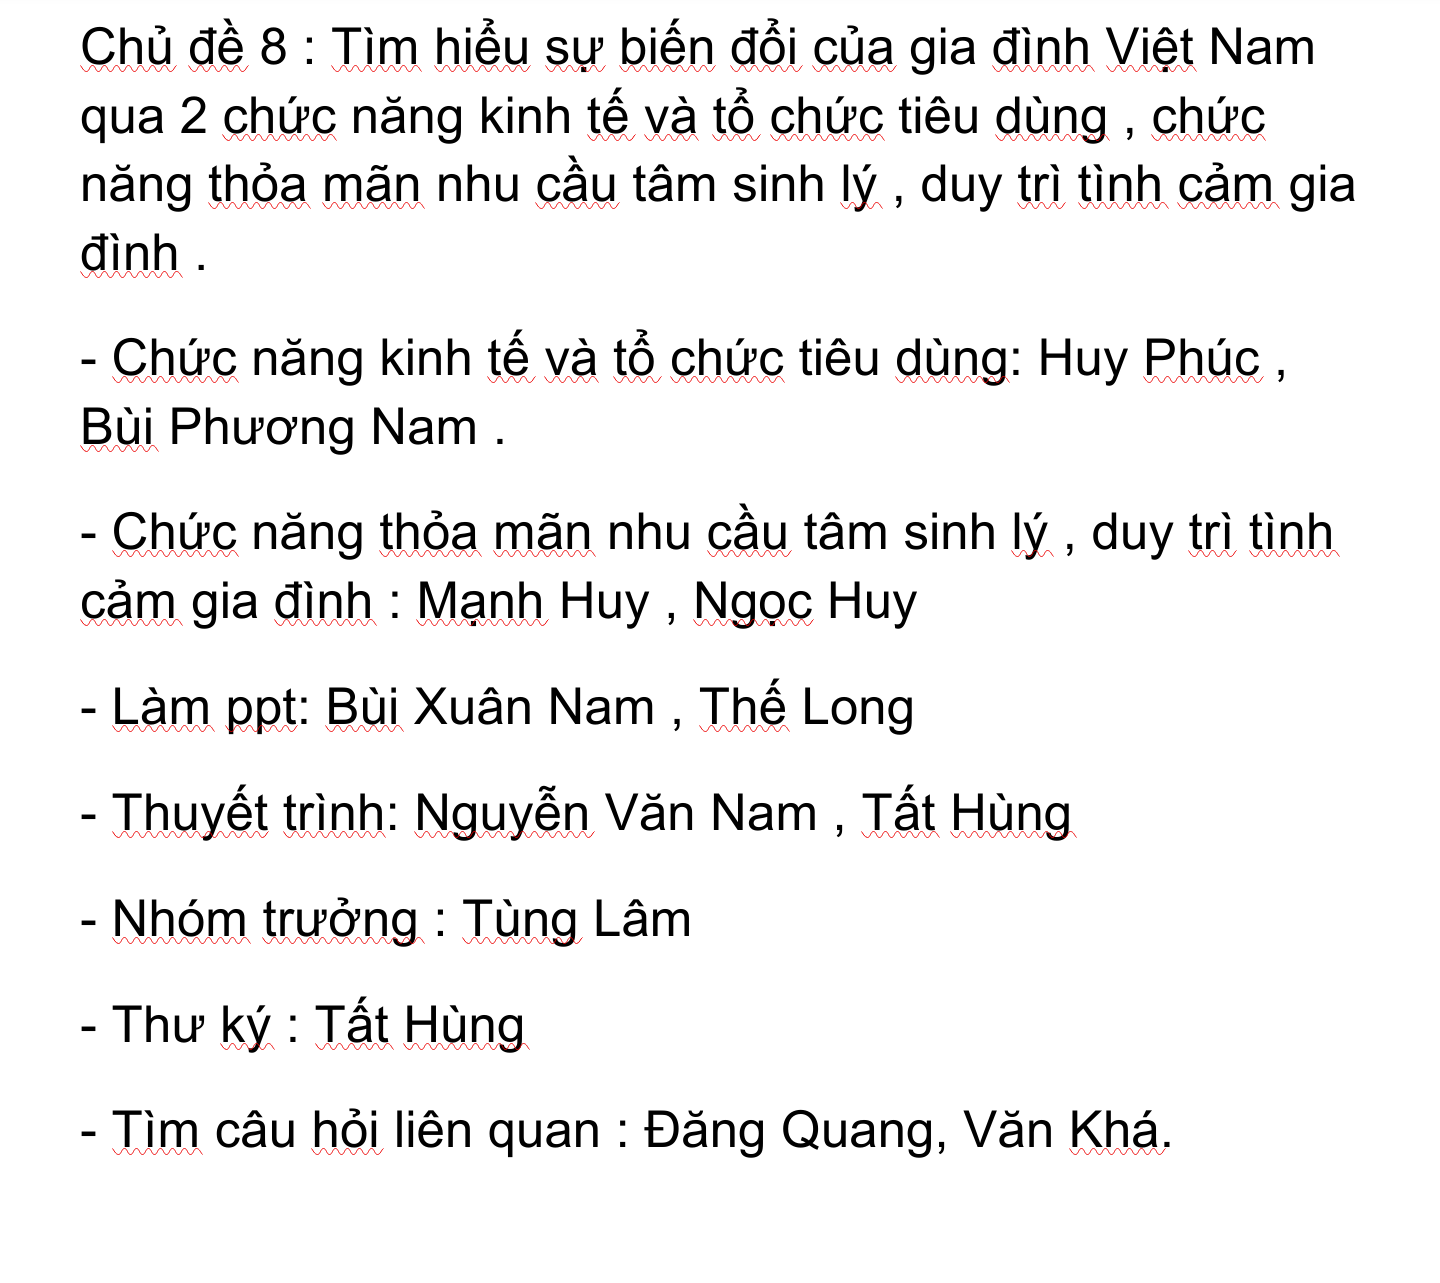 Chủ đề 8 : Tìm hiểu sự biến đổi của gia đình Việt Nam
qua 2 chức năng kinh tế và tổ chức tiêu dùng , chức
năng thỏa mãn nhu cầu tâm sinh lý , duy trì tình cảm gia
đình .
- Chức năng kinh tế và tổ chức tiêu dùng: Huy Phúc ,
Bùi Phương Nam .
- Chức năng thỏa mãn nhu cầu tâm sinh lý , duy trì tình
cảm gia đình : Mạnh Huy , Ngọc Huy
- Làm ppt: Bùi Xuân Nam , Thế Long
- Thuyết trình: Nguyễn Văn Nam , Tất Hùng
- Nhóm trưởng : Tùng Lâm
- Thư ký : Tất Hùng
- Tìm câu hỏi liên quan : Đăng Quang, Văn Khá.